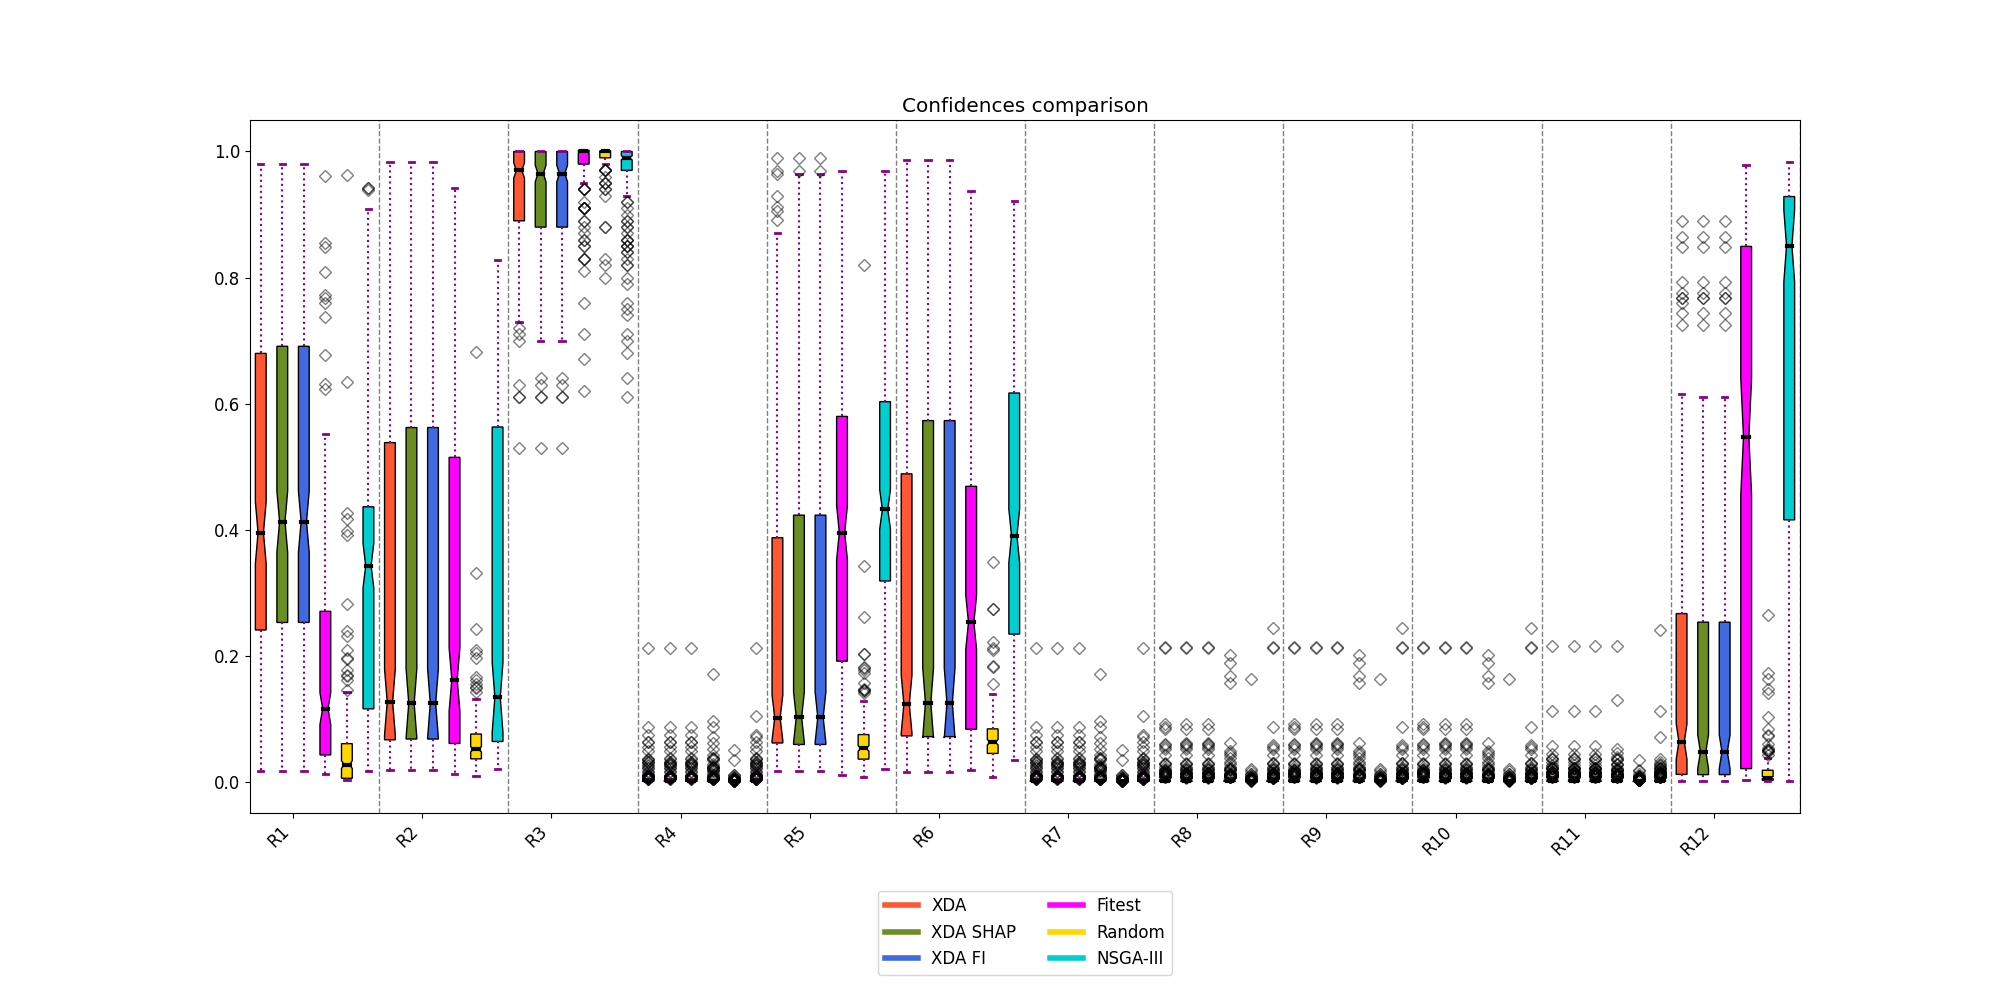 Confidences comparison
1.0
0.8
0.6
0.4
0.2
0.0
R1
R2
R3
R4
R5
R6
R7
R8
R9
R10
R11
R12
XDA
XDA SHAP
XDA FI
Fitest
Random
NSGA-III